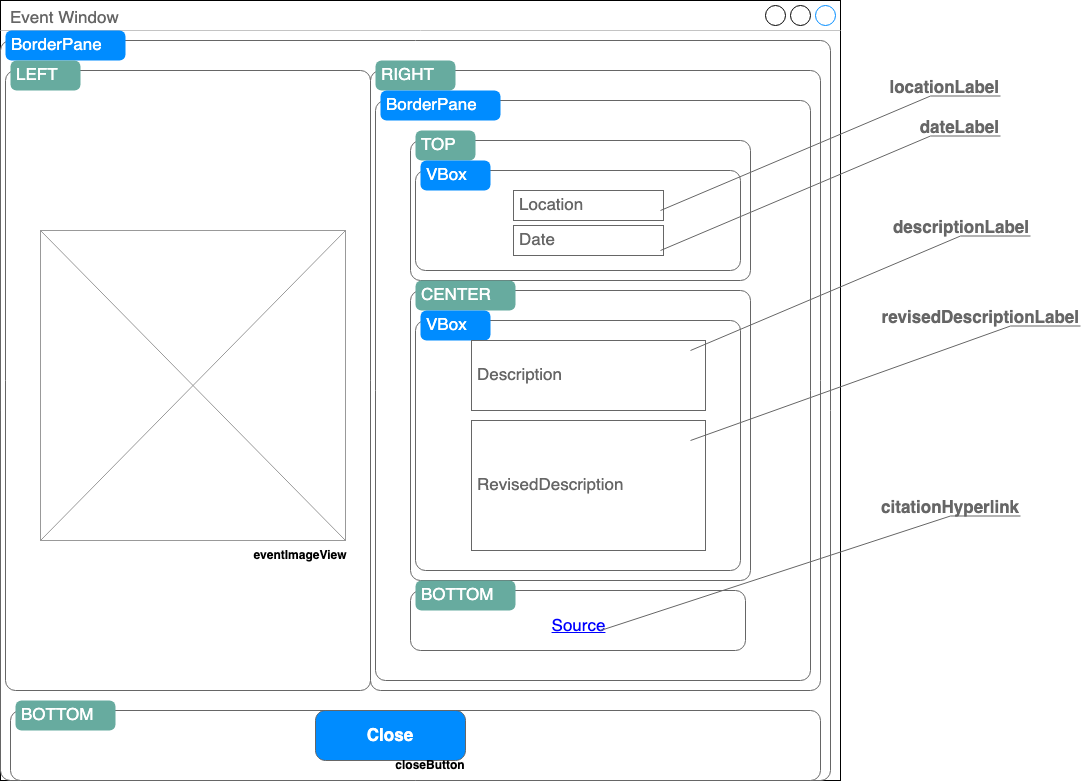 Event Window
BorderPane
LEFT
RIGHT
BorderPane
locationLabel
dateLabel
TOP
VBox
Location
Date
descriptionLabel
CENTER
VBox
revisedDescriptionLabel
Description
RevisedDescription
citationHyperlink
eventImageView
BOTTOM
Source
BOTTOM
Close
closeButton